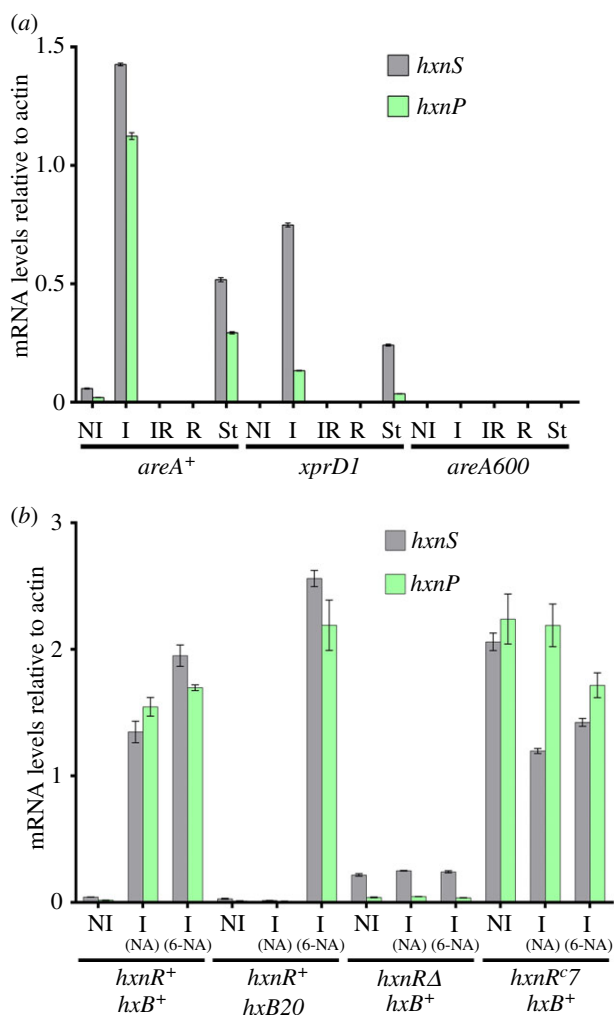 (a)
1.5
1.0
0.5
0
mRNA levels relative to actin
hxnS
hxnP
NI I IR R St NI I IR R St NI I IR R St
areA+ xprD1 areA600
(b)
3
2
1
0
mRNA levels relative to actin
hxnS
hxnP
NI I I NI I I NI I I NI I I
(NA) (6-NA) (NA) (6-NA) (NA) (6-NA) (NA) (6-NA)
hxnR+ hxnR+ hxnRΔ hxnRᶜ7
hxB+ hxB20 hxB+ hxB+